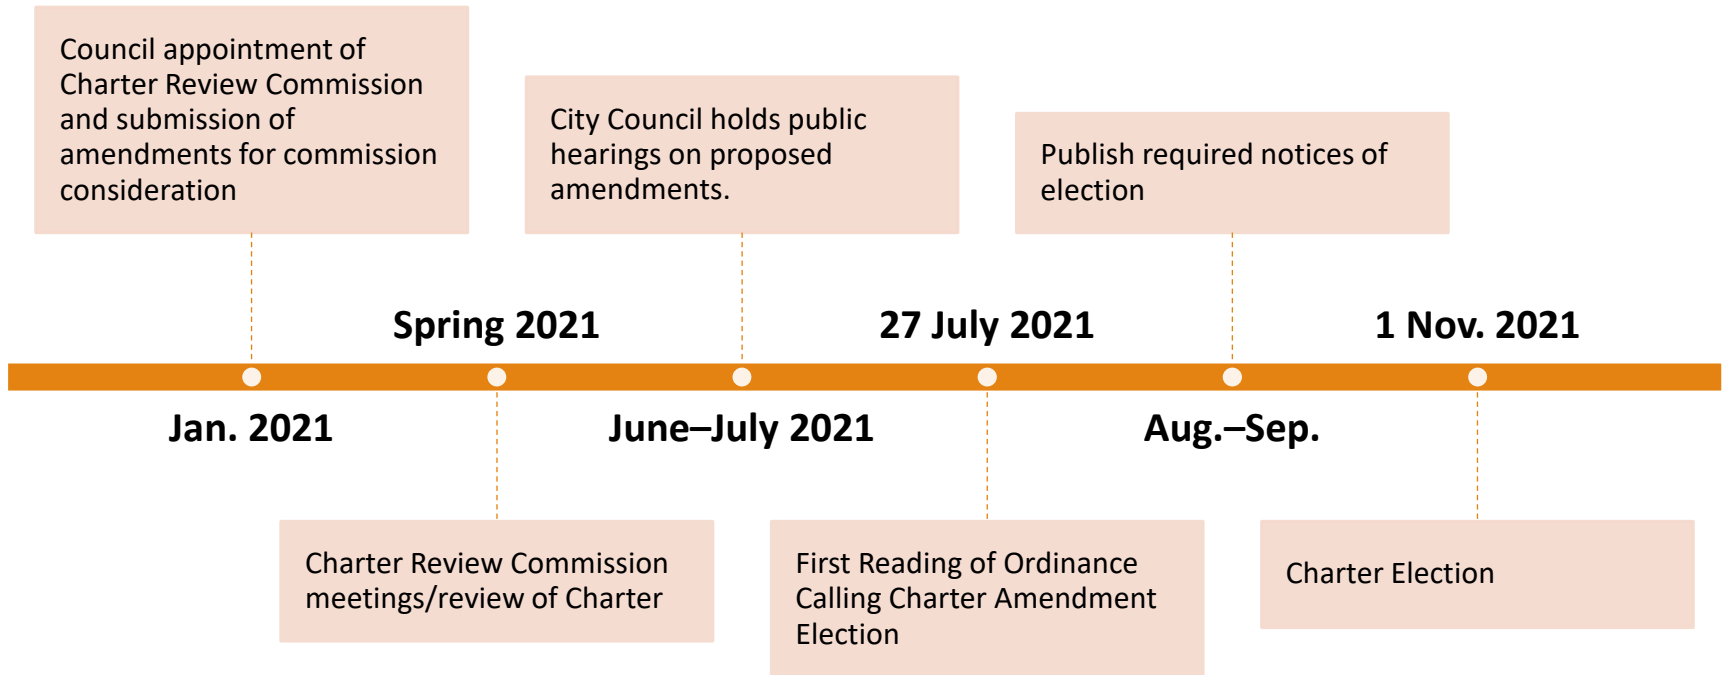 Council appointment of
Charter Review Commission
and submission of
amendments for commission
consideration
City Council holds public
hearings on proposed
amendments.
Publish required notices of
election
Spring 2021
27 July 2021
1 Nov. 2021
Jan. 2021
June–July 2021
Aug.–Sep.
Charter Review Commission
meetings/review of Charter
First Reading of Ordinance
Calling Charter Amendment
Election
Charter Election